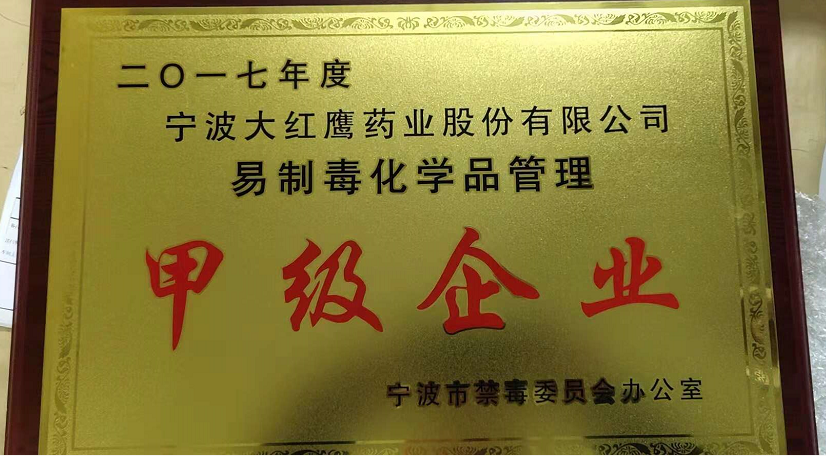 二〇一七年度
宁波大红鹰药业股份有限公司
易制毒化学品管理
甲级企业
宁波市禁毒委员会办公室